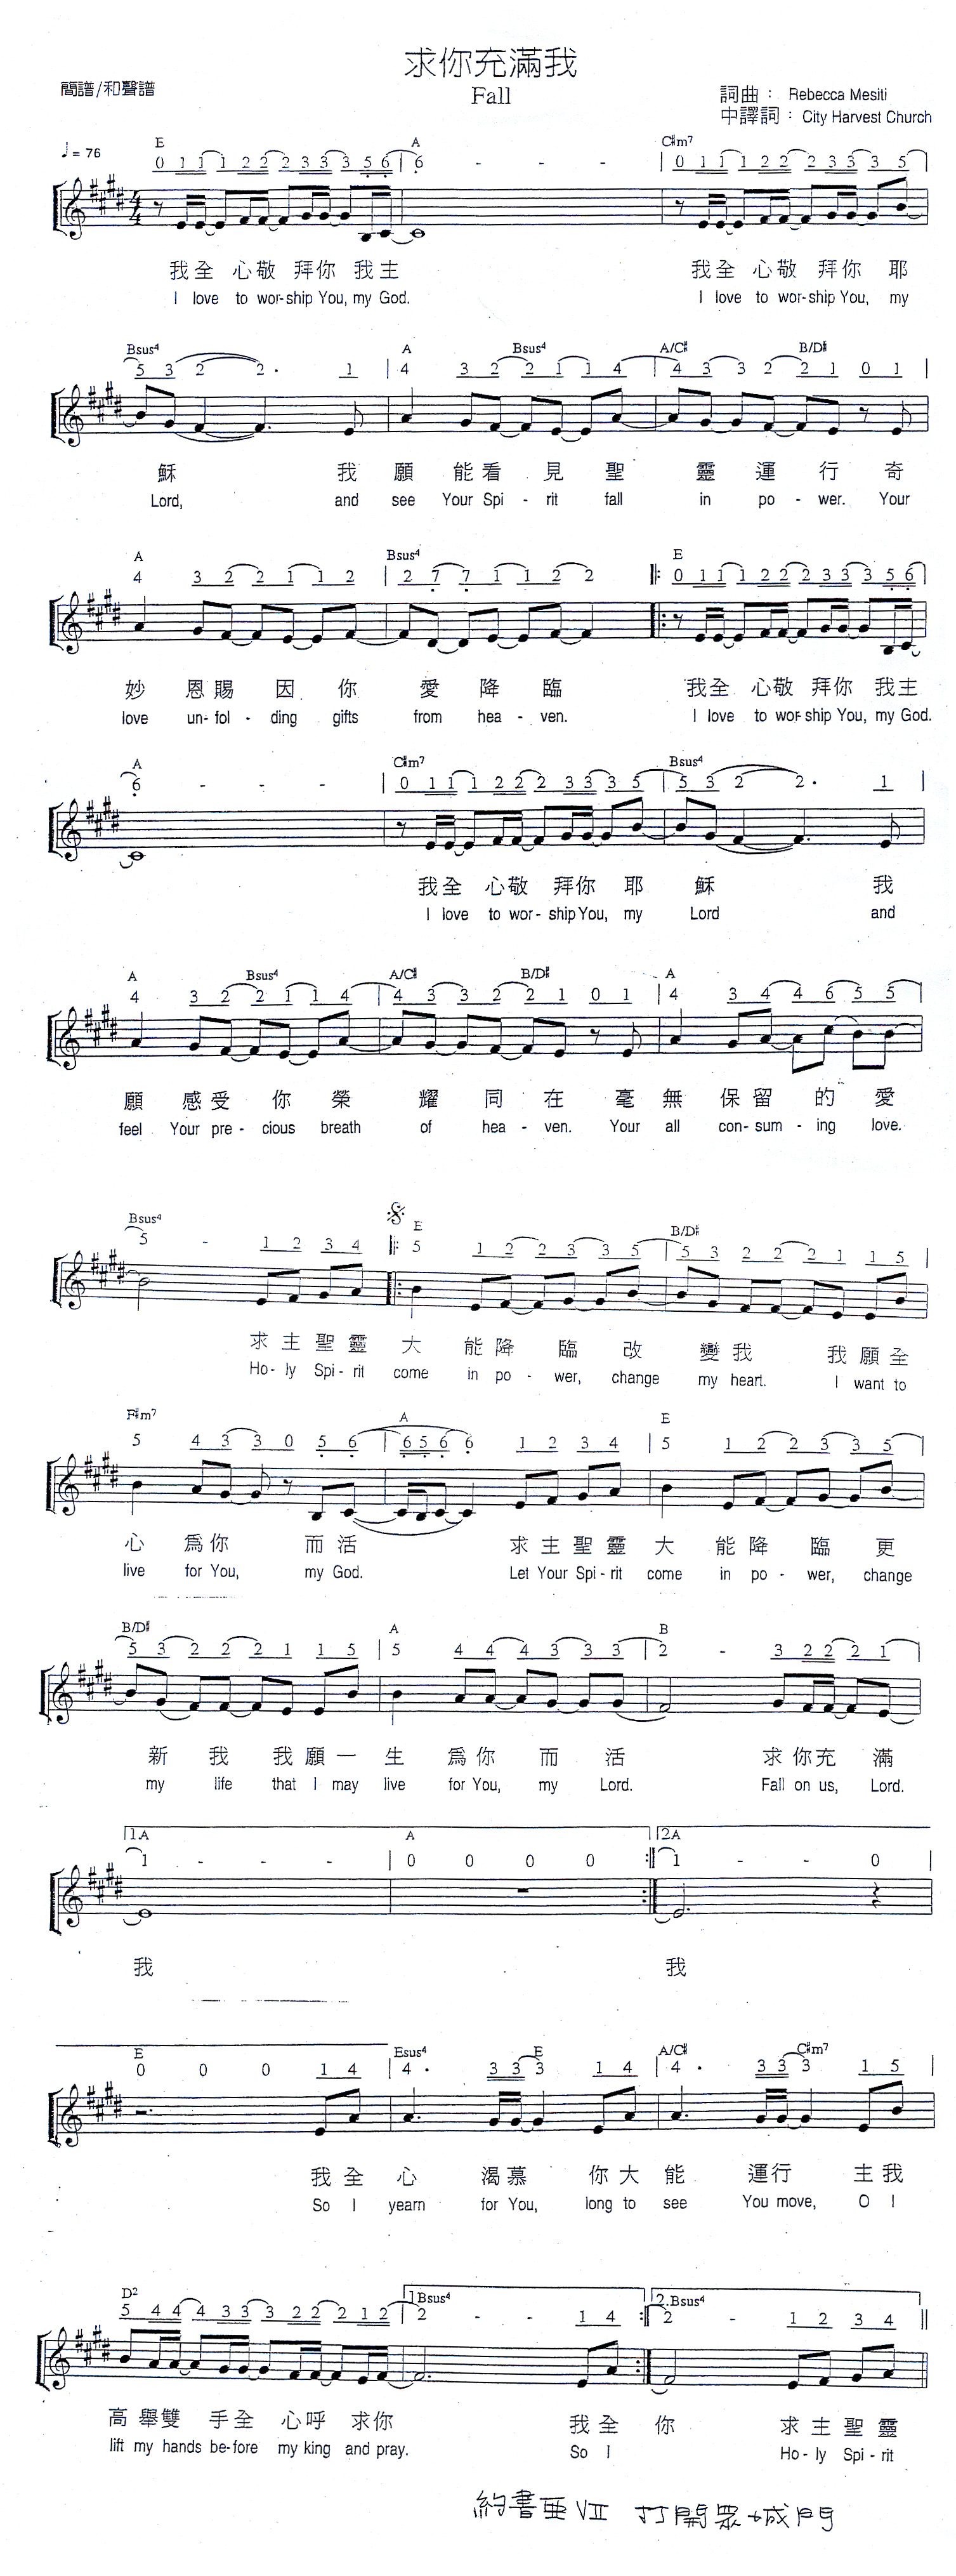 求你充滿我
Fall
簡譜/和聲譜
詞曲： Rebecca Mesiti
中譯詞： City Harvest Church
♩= 76
E A C#m7
0 1 1 1 2 2 2 3 3 3 5 6 | 6 - - - | 0 1 1 1 2 2 2 3 3 3 5 |
我全 心敬 拜你 我主 我全 心敬 拜你 耶
I love to wor-ship You, my God. I love to worship You, my
Bsus4 A Bsus4 A/C# B/D#
5 3 2 2 . 1 | 4 3 2 2 1 1 4 | 4 3 3 2 2 1 0 1 |
穌 我 願 能看 見 聖 靈 運 行 奇
Lord, and see Your Spi - rit fall in po - wer. Your
A Bsus4 E
4 3 2 2 1 1 2 | 2 7 7 1 1 2 2 ‖: 0 1 1 1 2 2 2 3 3 3 5 6 |
妙 恩賜 因 你 愛 降 臨 我全 心敬 拜你 我主
love un- fol - ding gifts from hea - ven. I love to wor-ship You, my God.
A C#m7 Bsus4
6 - - - | 0 1 1 1 2 2 2 3 3 3 5 | 5 3 2 2 . 1 |
我全 心敬 拜你 耶 穌 我
I love to wor- ship You, my Lord and
A Bsus4 A/C# B/D# A
4 3 2 2 1 1 4 | 4 3 3 2 2 1 0 1 | 4 3 4 4 6 5 5 |
願 感受 你 榮 耀 同 在 毫 無 保留 的 愛
feel Your pre - cious breath of hea - ven. Your all con- sum - ing love.
Bsus4 E B/D#
5 - 1 2 3 4 ‖: 5 1 2 2 3 3 5 | 5 3 2 2 2 1 1 5 |
求主聖靈 大 能降 臨 改 變我 我願全
Ho- ly Spi- rit come in po - wer, change my heart. I want to
F#m7 A E
5 4 3 3 0 5 6 | 6 5 6 6 1 2 3 4 | 5 1 2 2 3 3 5 |
心 為你 而活 求主聖靈 大 能降 臨 更
live for You, my God. Let Your Spi - rit come in po - wer, change
B/D# A B
5 3 2 2 2 1 1 5 | 5 4 4 4 3 3 3 | 2 - 3 2 2 2 1 |
新 我 我願一 生 為你 而 活 求你充 滿
my life that I may live for You, my Lord. Fall on us, Lord.
1.A A 2A
1 - - - | 0 0 0 0 :‖ 1 - - 0 |
我 我
E Esus4 E A/C# C#m7
0 0 0 1 4 | 4 . 3 3 3 1 4 | 4 . 3 3 3 1 5 |
我全 心 渴慕 你大 能 運行 主我
So I yearn for You, long to see You move, O I
D2 1Bsus4 2.Bsus4
5 4 4 4 3 3 3 2 2 2 1 2 | 2 - - 1 4 :‖ 2 - 1 2 3 4 ‖
高舉雙 手全 心呼 求你 我全 你 求主聖靈
lift my hands be-fore my king and pray. So I Ho- ly Spi- rit
約書亞 VII 打開眾城門